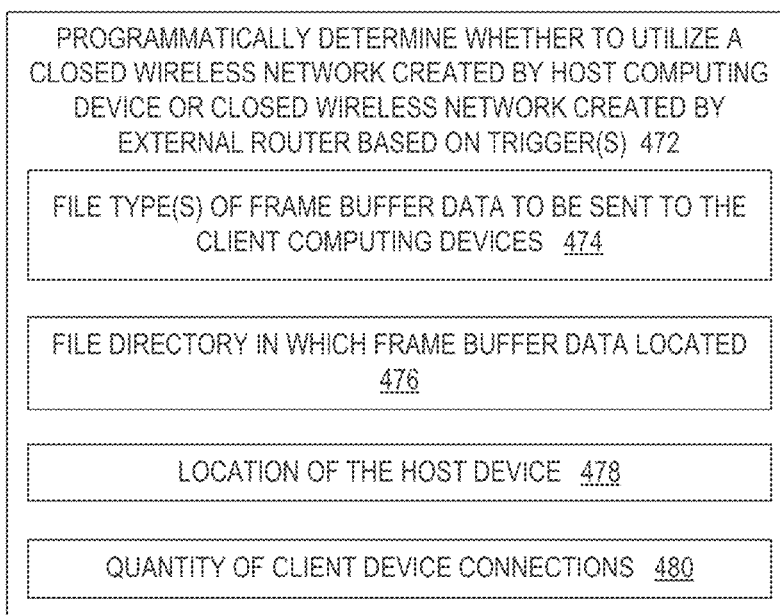 PROGRAMMATICALLY DETERMINE WHETHER TO UTILIZE A
CLOSED WIRELESS NETWORK CREATED BY HOST COMPUTING
DEVICE OR CLOSED WIRELESS NETWORK CREATED BY
EXTERNAL ROUTER BASED ON TRIGGER(S) 472
FILE TYPE(S) OF FRAME BUFFER DATA TO BE SENT TO THE
CLIENT COMPUTING DEVICES 474
FILE DIRECTORY IN WHICH FRAME BUFFER DATA LOCATED
476
LOCATION OF THE HOST DEVICE 478
QUANTITY OF CLIENT DEVICE CONNECTIONS 480